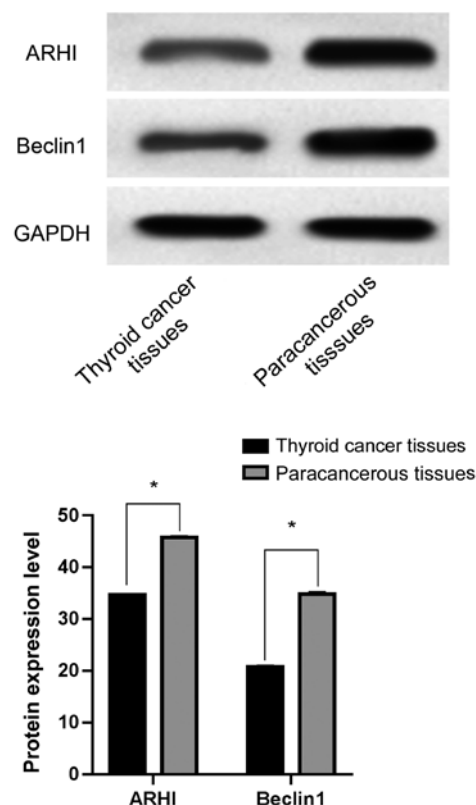 ARHI
Beclin1
GAPDH
Thyroid cancer
tissues
Paracancerous
tisssues
Thyroid cancer tissues
Paracancerous tissues
*
*
Protein expression level
50
40
30
20
10
0
ARHI
Beclin1